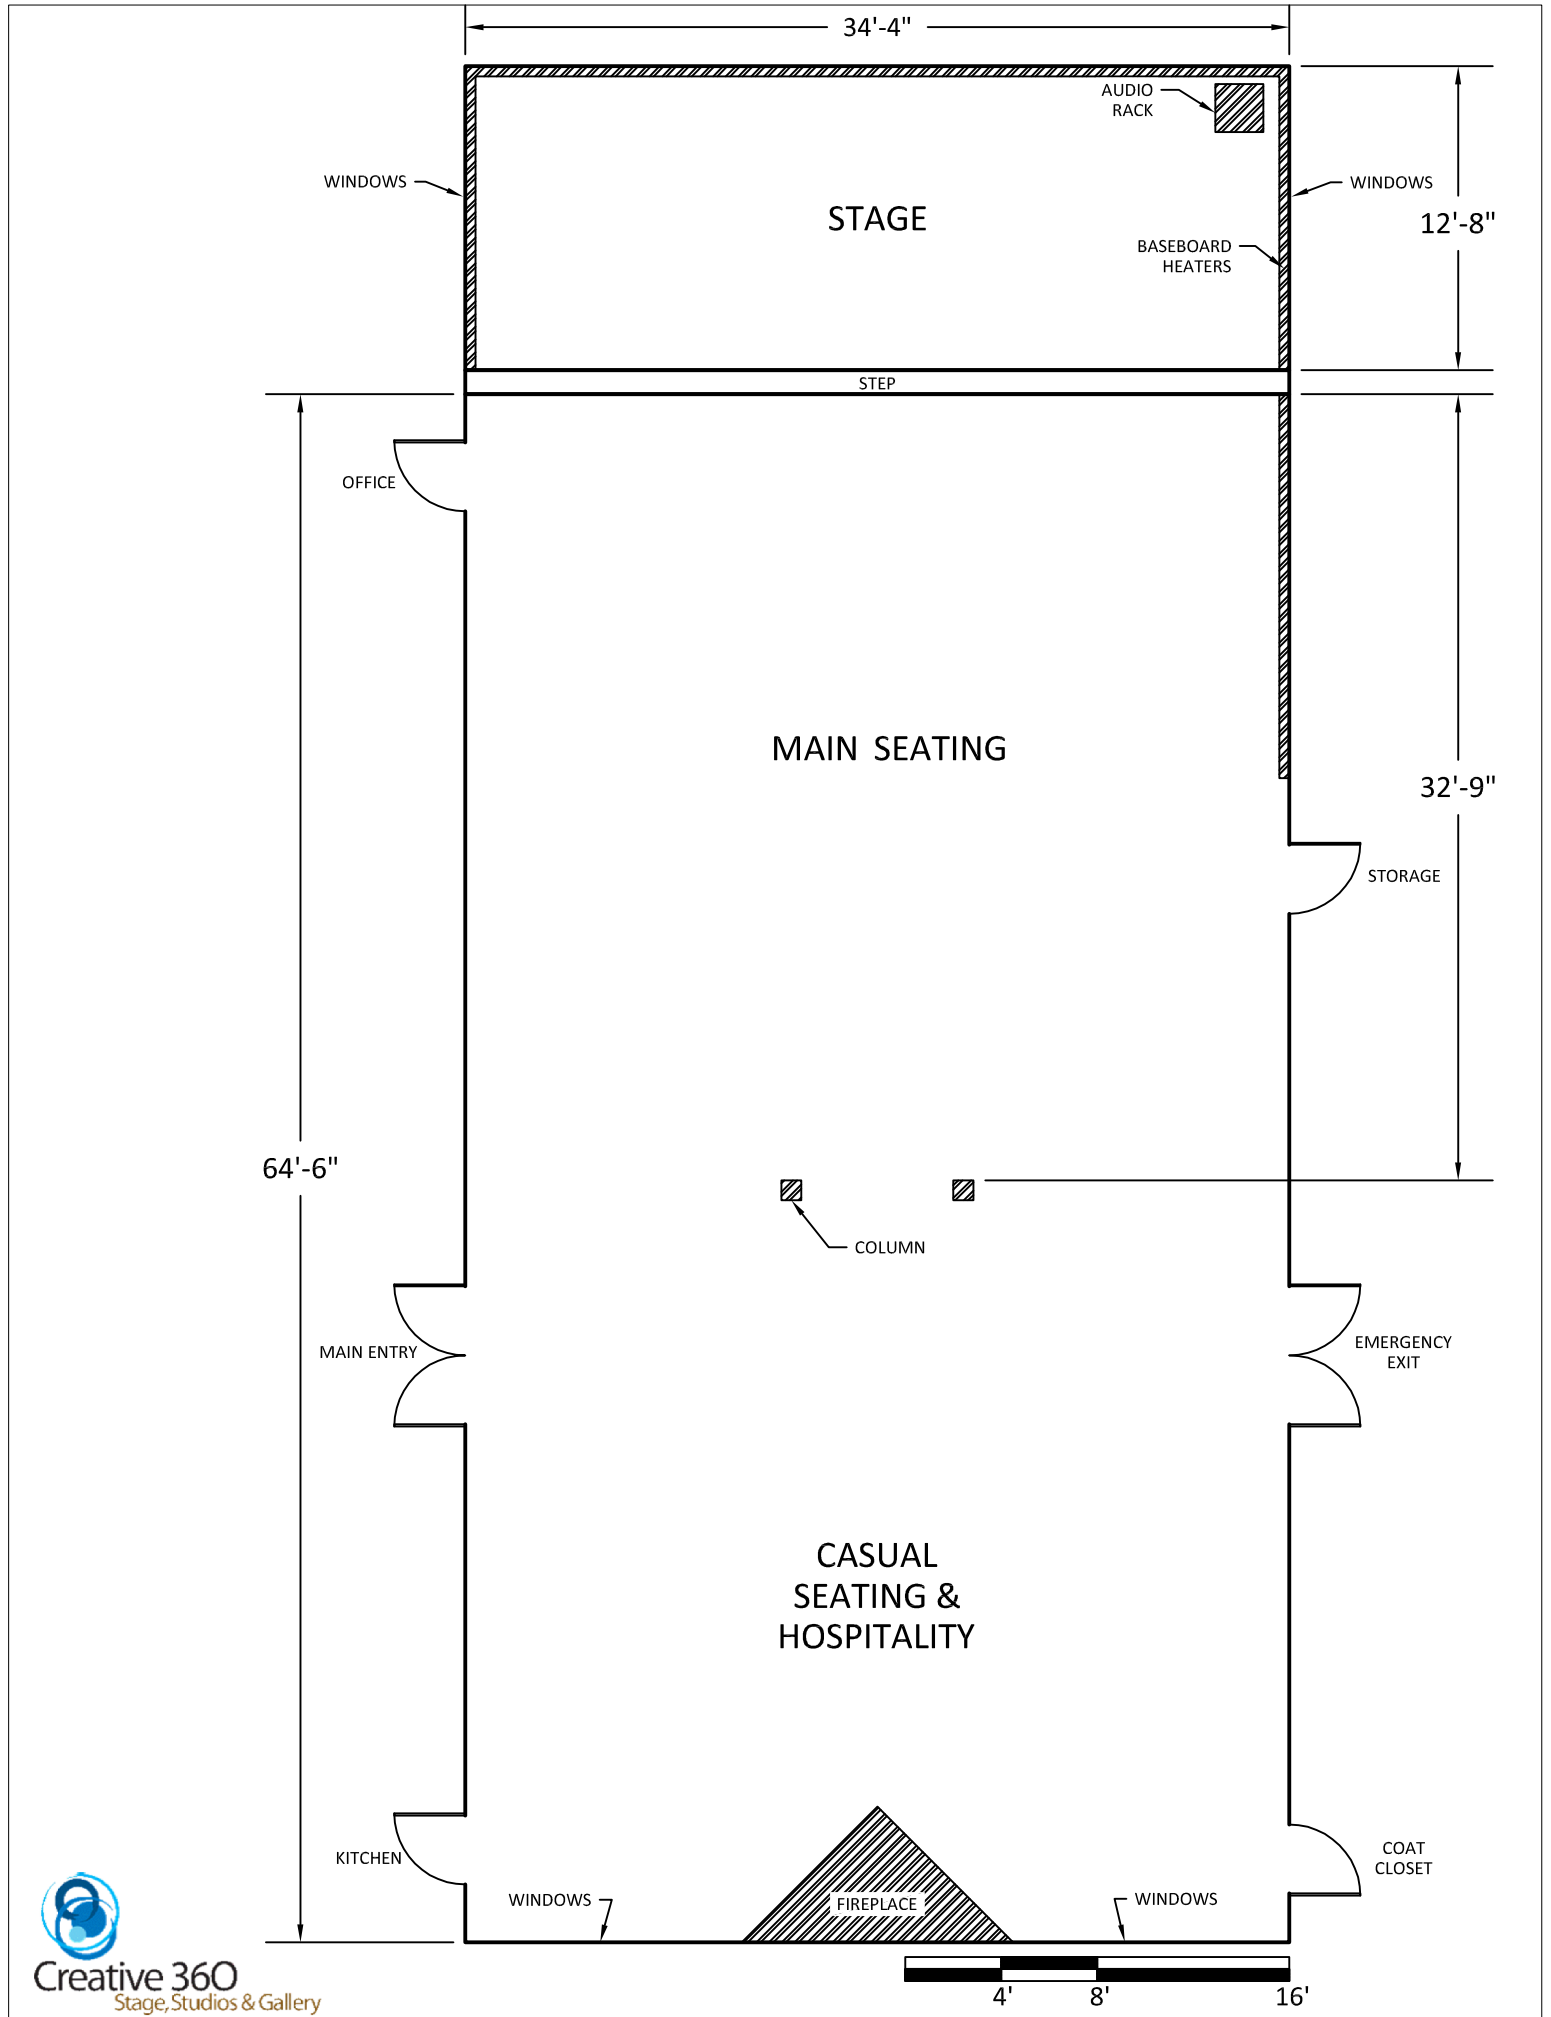 34'-4"
AUDIO
RACK
WINDOWS
WINDOWS
STAGE
12'-8"
BASEBOARD
HEATERS
STEP
OFFICE
MAIN SEATING
32'-9"
STORAGE
64'-6"
COLUMN
MAIN ENTRY
EMERGENCY
EXIT
CASUAL
SEATING &
HOSPITALITY
KITCHEN
COAT
CLOSET
WINDOWS
FIREPLACE
WINDOWS
Creative 360
Stage, Studios & Gallery
4' 8' 16'